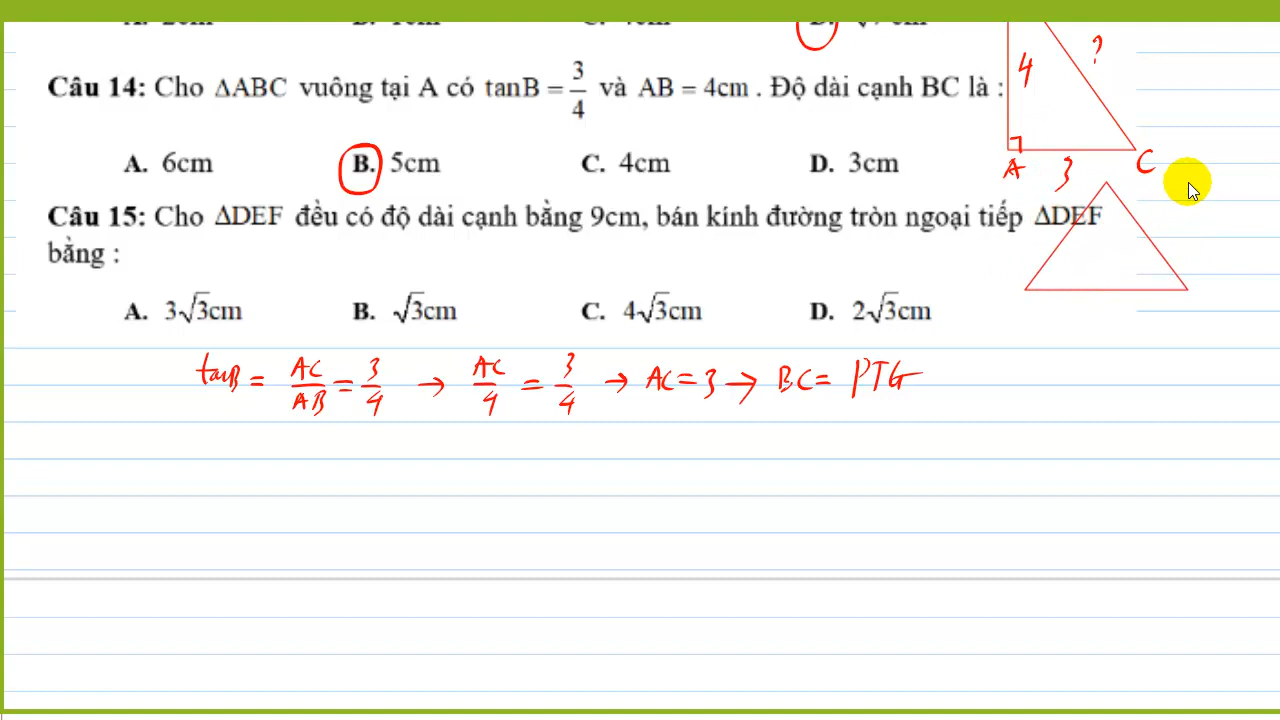 4 ?
Câu 14: Cho ΔABC vuông tại A có tanB = 3/4 và AB = 4cm . Độ dài cạnh BC là :
A. 6cm B. 5cm C. 4cm D. 3cm
A 3 C
Câu 15: Cho ΔDEF đều có độ dài cạnh bằng 9cm, bán kính đường tròn ngoại tiếp ΔDEF
bằng :
A. 3√3cm B. √3cm C. 4√3cm D. 2√3cm
tanB = AC/AB = 3/4 → AC/4 = 3/4 → AC = 3 → BC = PTG